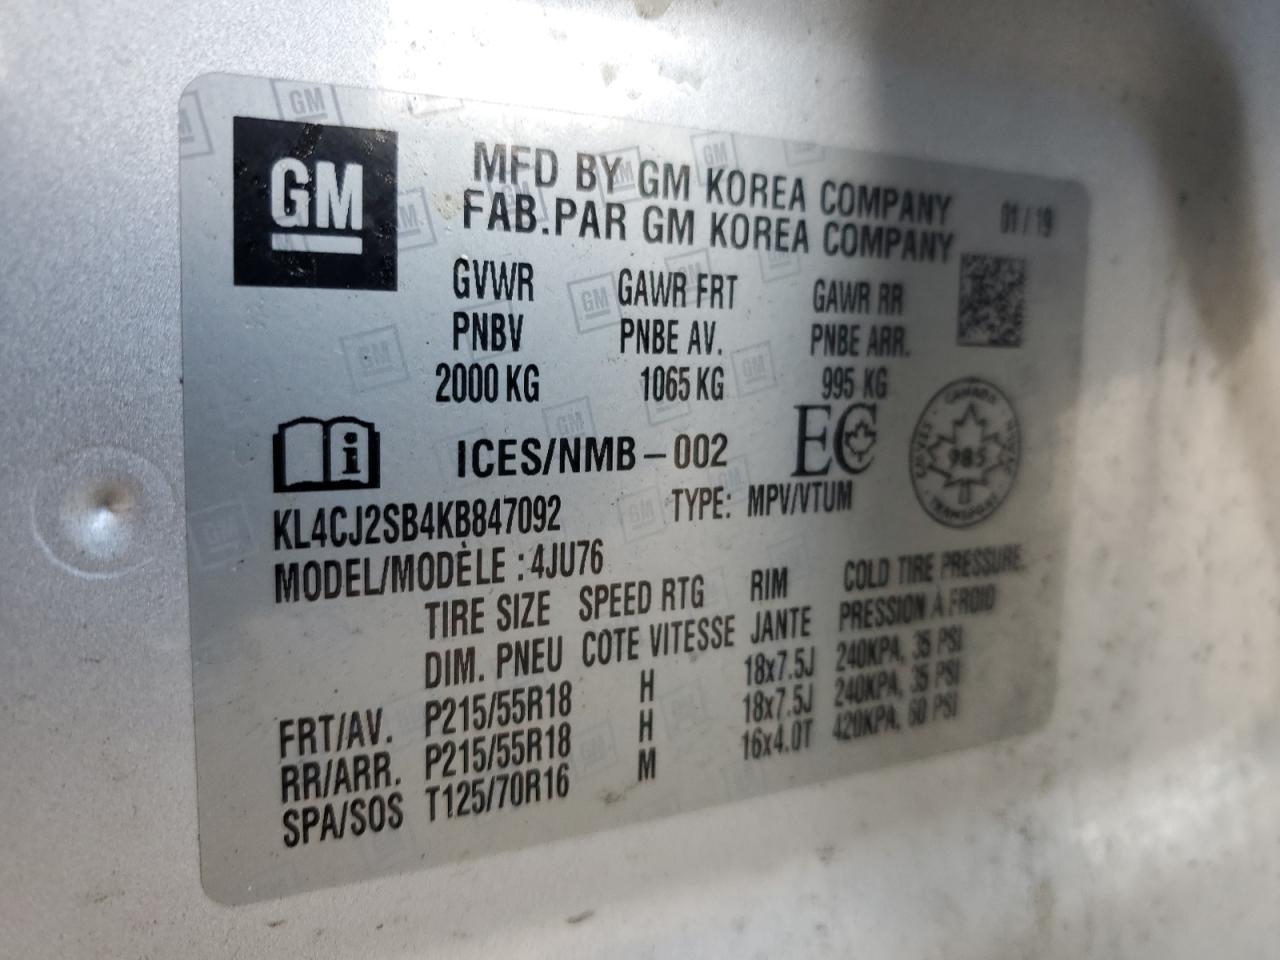 GM
MFD BY GM KOREA COMPANY 01/19
FAB.PAR GM KOREA COMPANY
GVWR GAWR FRT GAWR RR
PNBV PNBE AV. PNBE ARR.
2000 KG 1065 KG 995 KG
i ICES/NMB-002 EC
CANADA
985
TRANSPORT
KL4CJ2SB4KB847092 TYPE: MPV/VTUM
MODEL/MODÈLE : 4JU76
TIRE SIZE SPEED RTG RIM COLD TIRE PRESSURE
DIM. PNEU COTE VITESSE JANTE PRESSION A FROID
FRT/AV. P215/55R18 H 18x7.5J 240KPA, 35 PSI
RR/ARR. P215/55R18 H 18x7.5J 240KPA, 35 PSI
SPA/SOS T125/70R16 M 16x4.0T 420KPA, 60 PSI